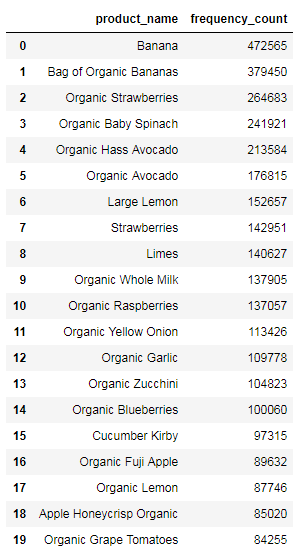 product_name frequency_count
0 Banana 472565
1 Bag of Organic Bananas 379450
2 Organic Strawberries 264683
3 Organic Baby Spinach 241921
4 Organic Hass Avocado 213584
5 Organic Avocado 176815
6 Large Lemon 152657
7 Strawberries 142951
8 Limes 140627
9 Organic Whole Milk 137905
10 Organic Raspberries 137057
11 Organic Yellow Onion 113426
12 Organic Garlic 109778
13 Organic Zucchini 104823
14 Organic Blueberries 100060
15 Cucumber Kirby 97315
16 Organic Fuji Apple 89632
17 Organic Lemon 87746
18 Apple Honeycrisp Organic 85020
19 Organic Grape Tomatoes 84255